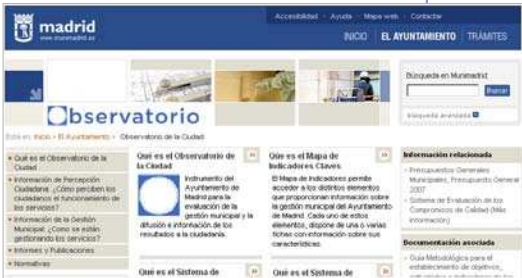 Accesibilidad · Ayuda · Mapa web · Contactar
madrid
www.munimadrid.es
INICIO EL AYUNTAMIENTO TRÁMITES
Búsqueda en Munimadrid
Buscar
búsqueda avanzada
Observatorio
Está en: Inicio > El Ayuntamiento > Observatorio de la Ciudad
Qué es el Observatorio de la
Ciudad
Información de Percepción
Ciudadana: ¿Cómo perciben los
ciudadanos el funcionamiento de
los servicios?
Información de la Gestión
Municipal: ¿Cómo se están
gestionando los servicios?
Informes y Publicaciones
Normativas
Qué es el Observatorio de
la Ciudad
Instrumento del
Ayuntamiento de
Madrid para la
evaluación de la
gestión municipal y la
difusión e información de los
resultados a la ciudadanía.
Qué es el Sistema de
Qúe es el Mapa de
Indicadores Claves
El Mapa de Indicadores permite
acceder a los distintos elementos
que proporcionan información sobre
la gestión municipal del Ayuntamiento
de Madrid. Cada uno de estos
elementos, dispone de una o varias
fichas con información sobre sus
características.
Qué es el Sistema de
Información relacionada
Presupuestos Generales
Municipales, Presupuesto General
2007
Sistema de Evaluación de los
Compromisos de Calidad (Más
información)
Documentación asociada
Guía Metodológica para el
establecimiento de objetivos,